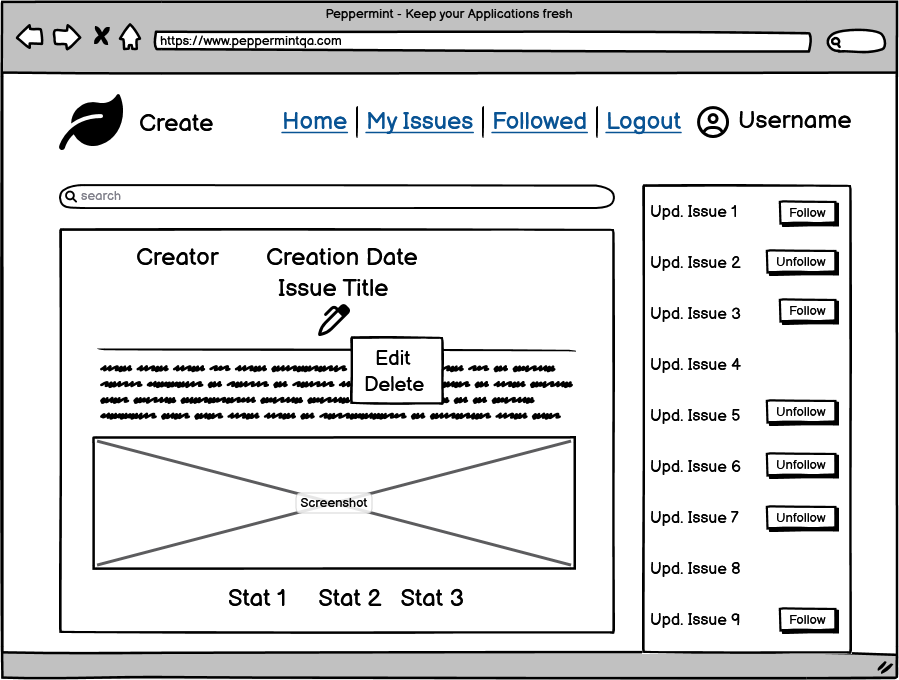 Peppermint - Keep your Applications fresh
https://www.peppermintqa.com
Create
Home | My Issues | Followed | Logout
Username
search
Creator Creation Date
Issue Title
Edit
Delete
Screenshot
Stat 1 Stat 2 Stat 3
Upd. Issue 1 Follow
Upd. Issue 2 Unfollow
Upd. Issue 3 Follow
Upd. Issue 4
Upd. Issue 5 Unfollow
Upd. Issue 6 Unfollow
Upd. Issue 7 Unfollow
Upd. Issue 8
Upd. Issue 9 Follow